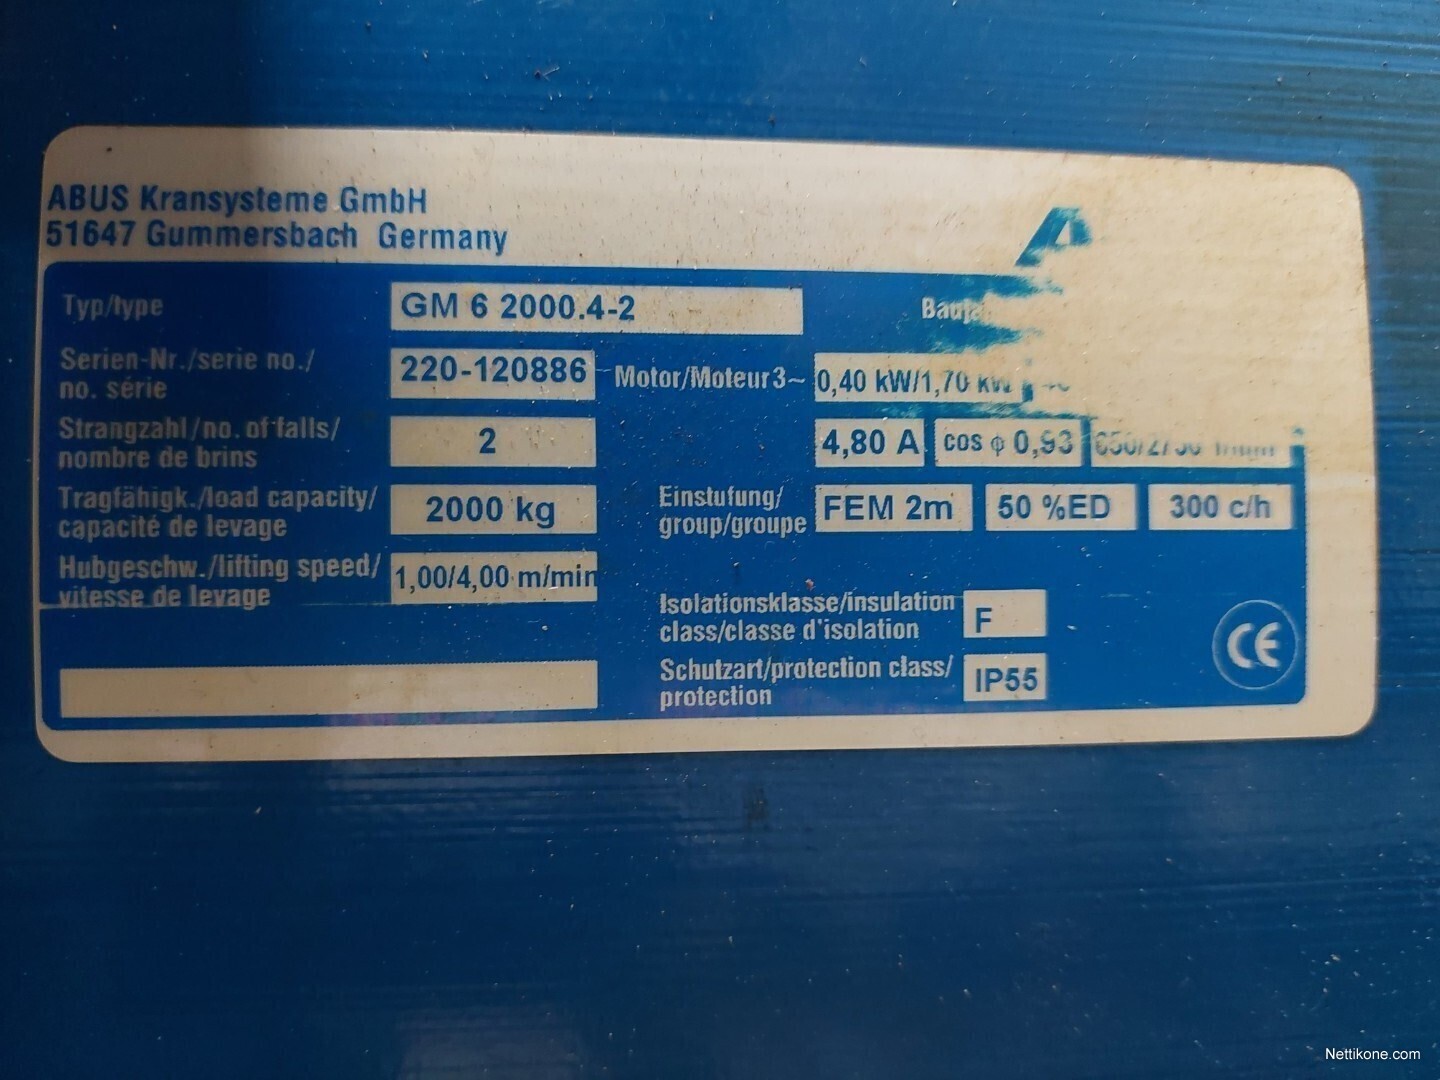 ABUS Kransysteme GmbH
51647 Gummersbach Germany
Typ/type GM 6 2000.4-2
Serien-Nr./serie no./
no. série 220-120886 Motor/Moteur 3~ 0,40 kW/1,70 kW
Strangzahl/no. of falls/
nombre de brins 2 4,80 A cos φ 0,93
Tragfähigk./load capacity/
capacité de levage 2000 kg Einstufung/
group/groupe FEM 2m 50 %ED 300 c/h
Hubgeschw./lifting speed/
vitesse de levage 1,00/4,00 m/min
Isolationsklasse/insulation
class/classe d'isolation F
Schutzart/protection class/
protection IP55
CE
Nettikone.com